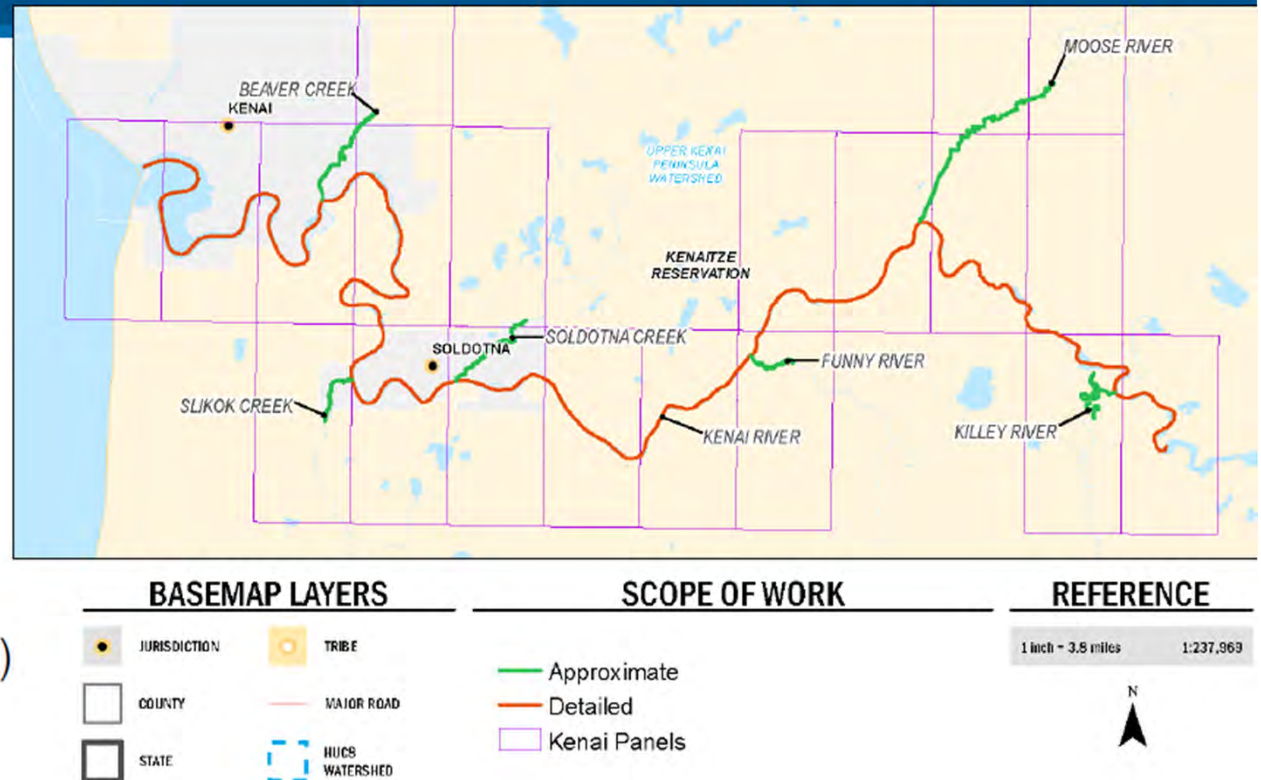 MOOSE RIVER
BEAVER CREEK
KENAI
UPPER KENAI
PENINSULA
WATERSHED
KENAITZE
RESERVATION
SOLDOTNA CREEK
SOLDOTNA
FUNNY RIVER
SLIKOK CREEK
KENAI RIVER
KILLEY RIVER
BASEMAP LAYERS
JURISDICTION
TRIBE
COUNTY
MAJOR ROAD
STATE
HUC8
WATERSHED
SCOPE OF WORK
Approximate
Detailed
Kenai Panels
REFERENCE
1 inch = 3.8 miles 1:237,969
N
)